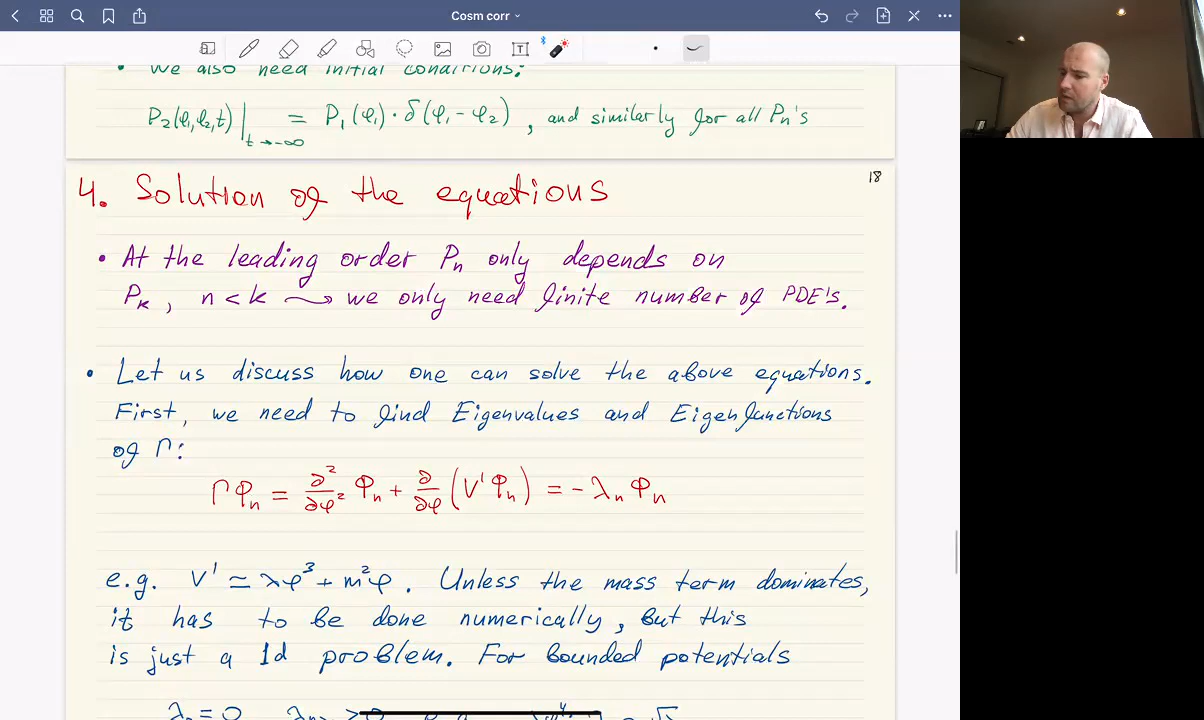 Cosm corr
• We also need initial conditions:
P₂(φ₁,φ₂,t)|t→-∞ = P₁(φ₁)·δ(φ₁-φ₂) , and similarly for all Pn's
18
4. Solution of the equations
• At the leading order Pn only depends on
Pk , n<k ⟿ we only need finite number of PDE's.
• Let us discuss how one can solve the above equations.
First, we need to find Eigenvalues and Eigenfunctions
of Γ:
ΓΦn = ∂²/∂φ² Φn + ∂/∂φ (V'Φn) = -λn Φn
e.g. V' ≃ λφ³ + m²φ . Unless the mass term dominates,
it has to be done numerically, but this
is just a 1d problem. For bounded potentials